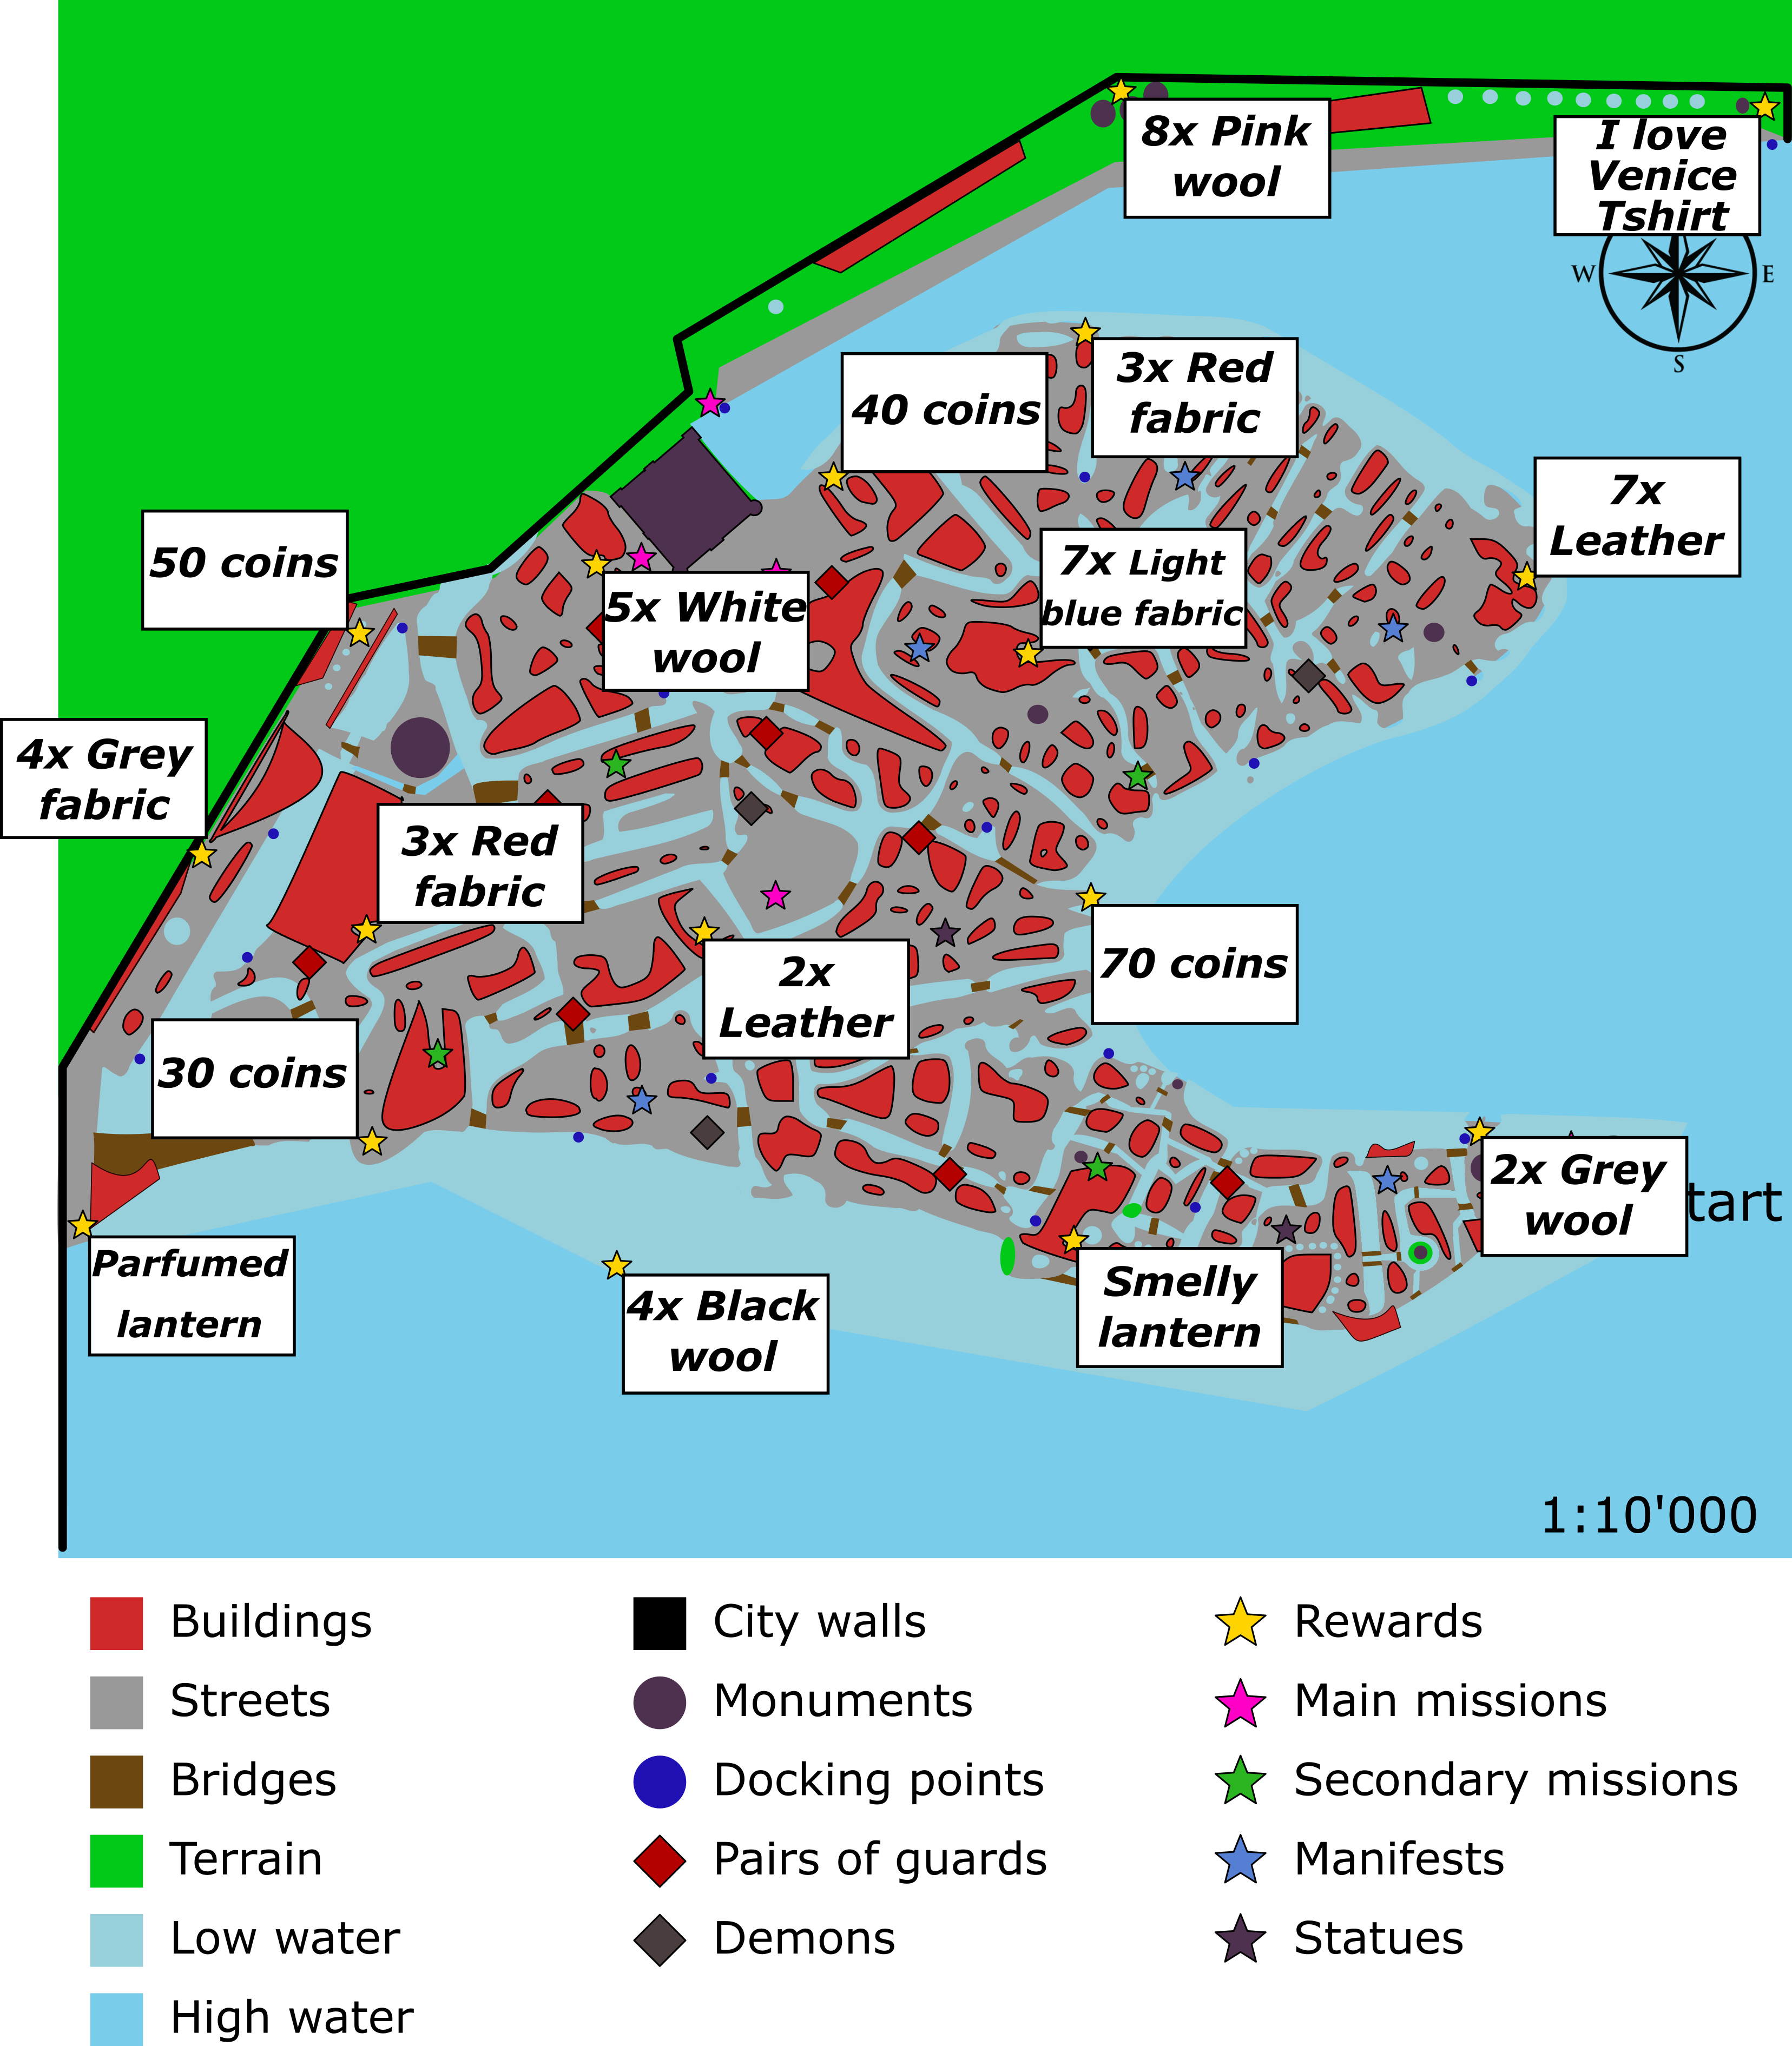 8x Pink
wool
I love
Venice
Tshirt
W
E
S
40 coins
3x Red
fabric
7x
Leather
50 coins
7x Light
blue fabric
5x White
wool
4x Grey
fabric
3x Red
fabric
70 coins
2x
Leather
30 coins
2x Grey
wool
tart
Parfumed
lantern
4x Black
wool
Smelly
lantern
1:10'000
Buildings
Streets
Bridges
Terrain
Low water
High water
City walls
Monuments
Docking points
Pairs of guards
Demons
Rewards
Main missions
Secondary missions
Manifests
Statues